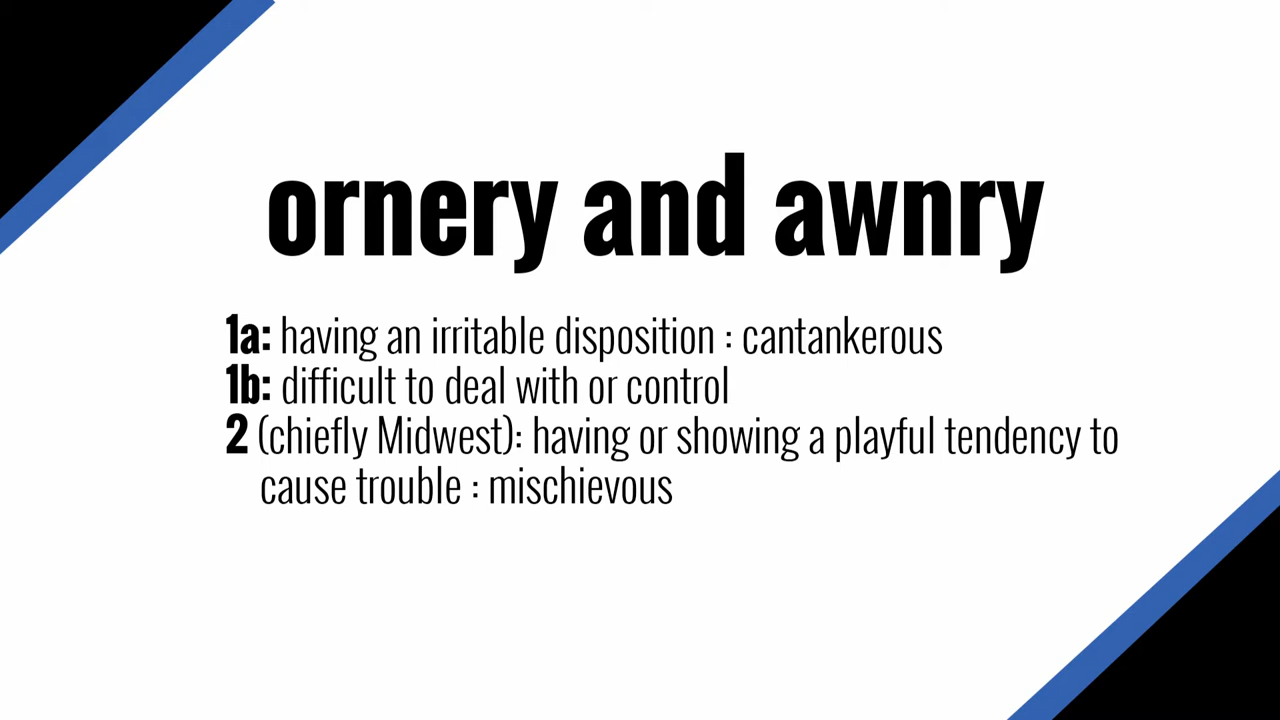 ornery and awnry
1a: having an irritable disposition : cantankerous
1b: difficult to deal with or control
2 (chiefly Midwest): having or showing a playful tendency to
cause trouble : mischievous